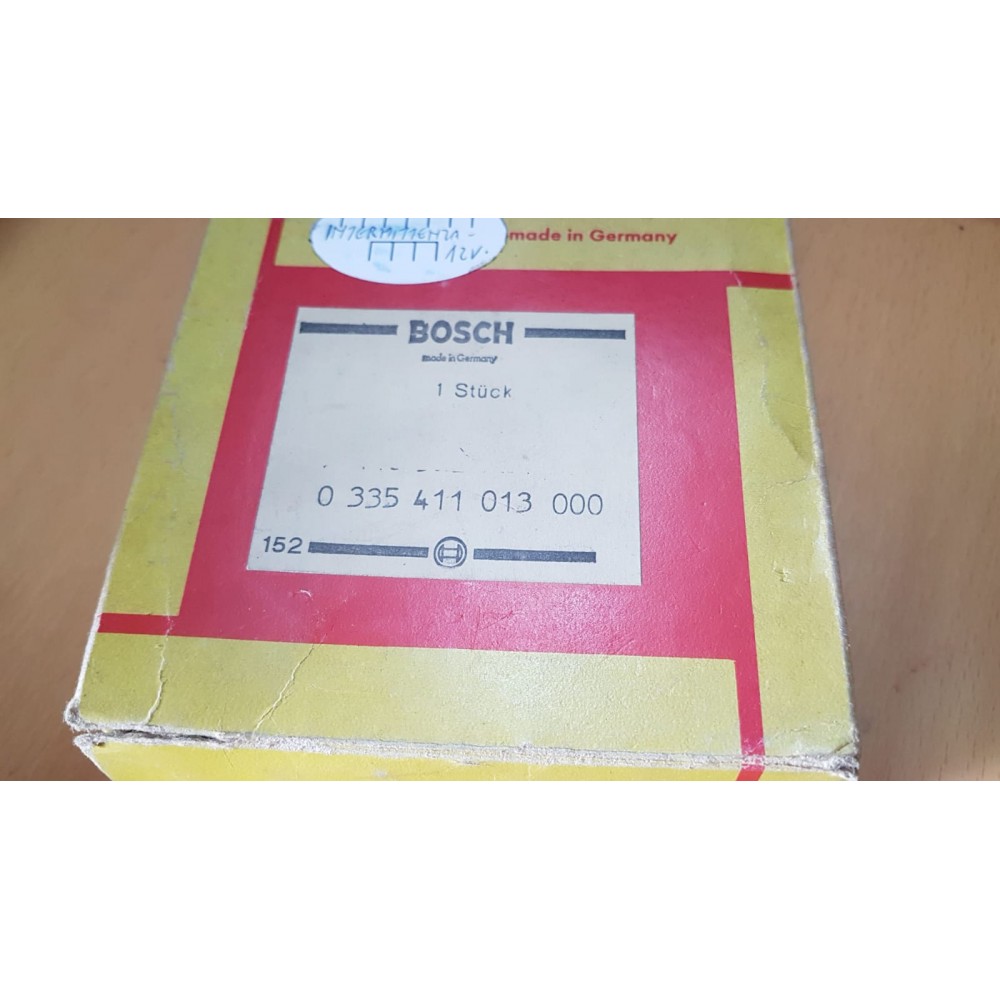 INTERMITTENZA -
12V.
made in Germany
BOSCH
made in Germany
1 Stück
0 335 411 013 000
152